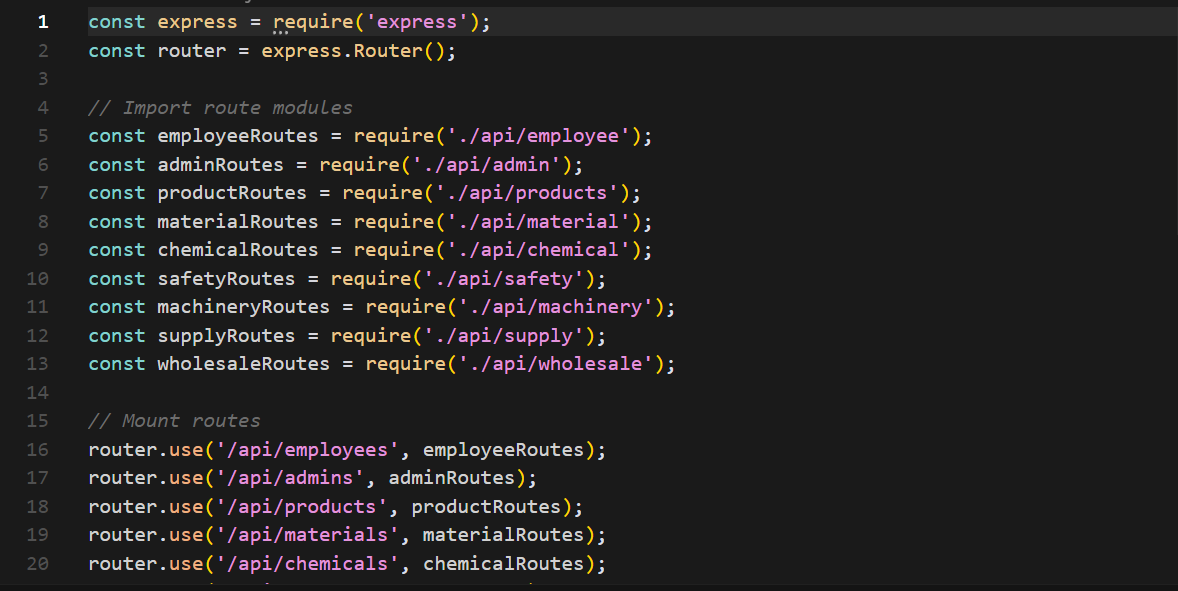 1 const express = require('express');
2 const router = express.Router();
3
4 // Import route modules
5 const employeeRoutes = require('./api/employee');
6 const adminRoutes = require('./api/admin');
7 const productRoutes = require('./api/products');
8 const materialRoutes = require('./api/material');
9 const chemicalRoutes = require('./api/chemical');
10 const safetyRoutes = require('./api/safety');
11 const machineryRoutes = require('./api/machinery');
12 const supplyRoutes = require('./api/supply');
13 const wholesaleRoutes = require('./api/wholesale');
14
15 // Mount routes
16 router.use('/api/employees', employeeRoutes);
17 router.use('/api/admins', adminRoutes);
18 router.use('/api/products', productRoutes);
19 router.use('/api/materials', materialRoutes);
20 router.use('/api/chemicals', chemicalRoutes);